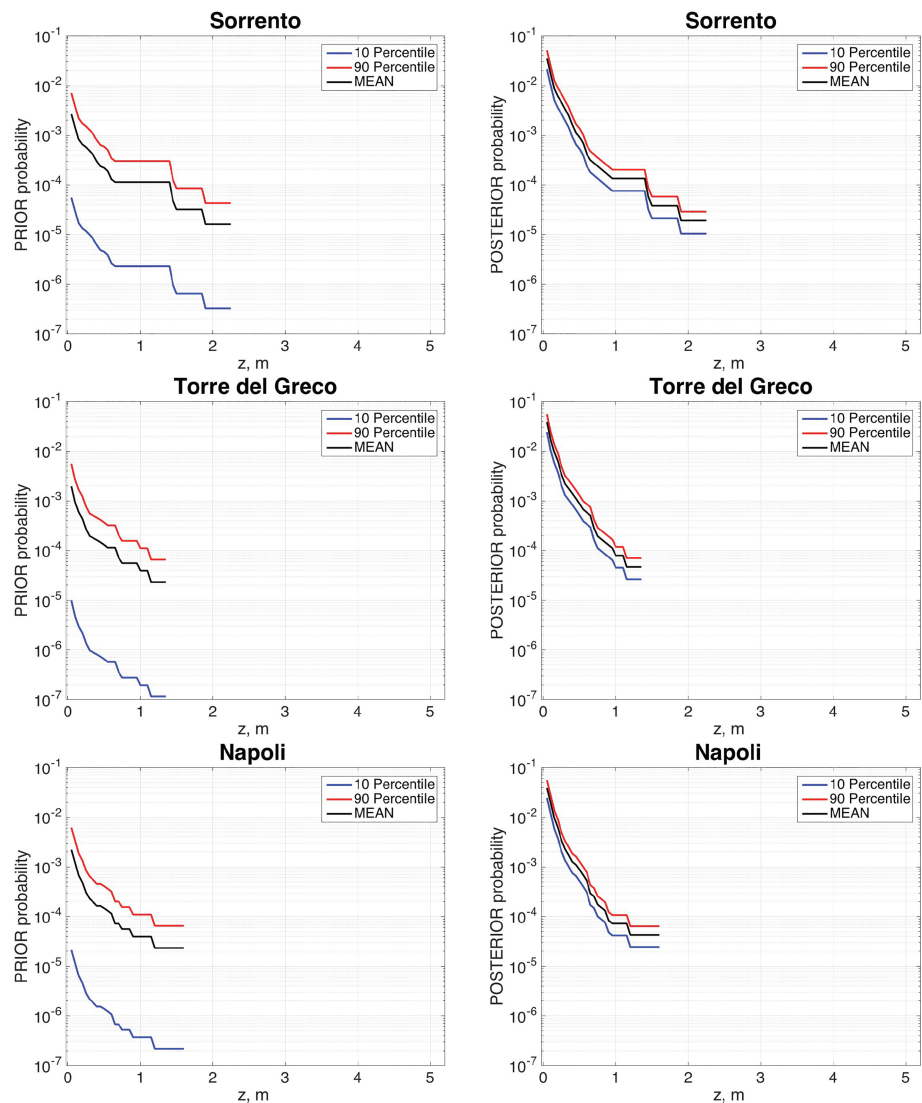 Sorrento
10⁻¹
10 Percentile
90 Percentile
MEAN
10⁻²
10⁻³
10⁻⁴
10⁻⁵
10⁻⁶
10⁻⁷
PRIOR probability
0 1 2 3 4 5
z, m
Sorrento
10⁻¹
10 Percentile
90 Percentile
MEAN
10⁻²
10⁻³
10⁻⁴
10⁻⁵
10⁻⁶
10⁻⁷
POSTERIOR probability
0 1 2 3 4 5
z, m
Torre del Greco
10⁻¹
10 Percentile
90 Percentile
MEAN
10⁻²
10⁻³
10⁻⁴
10⁻⁵
10⁻⁶
10⁻⁷
PRIOR probability
0 1 2 3 4 5
z, m
Torre del Greco
10⁻¹
10 Percentile
90 Percentile
MEAN
10⁻²
10⁻³
10⁻⁴
10⁻⁵
10⁻⁶
10⁻⁷
POSTERIOR probability
0 1 2 3 4 5
z, m
Napoli
10⁻¹
10 Percentile
90 Percentile
MEAN
10⁻²
10⁻³
10⁻⁴
10⁻⁵
10⁻⁶
10⁻⁷
PRIOR probability
0 1 2 3 4 5
z, m
Napoli
10⁻¹
10 Percentile
90 Percentile
MEAN
10⁻²
10⁻³
10⁻⁴
10⁻⁵
10⁻⁶
10⁻⁷
POSTERIOR probability
0 1 2 3 4 5
z, m